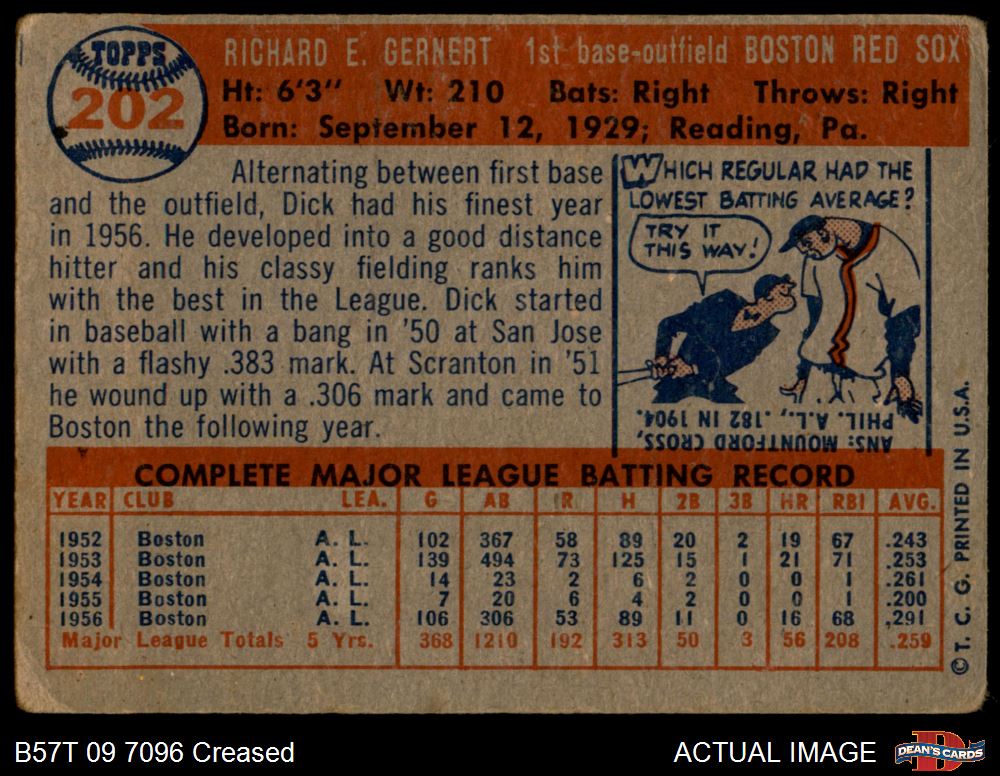 TOPPS
202
RICHARD E. GERNERT 1st base-outfield BOSTON RED SOX
Ht: 6'3" Wt: 210 Bats: Right Throws: Right
Born: September 12, 1929; Reading, Pa.
Alternating between first base
and the outfield, Dick had his finest year
in 1956. He developed into a good distance
hitter and his classy fielding ranks him
with the best in the League. Dick started
in baseball with a bang in '50 at San Jose
with a flashy .383 mark. At Scranton in '51
he wound up with a .306 mark and came to
Boston the following year.
WHICH REGULAR HAD THE
LOWEST BATTING AVERAGE?
TRY IT
THIS WAY!
ANS: MOUNTFORD CROSS,
PHIL. A.L., .182 IN 1904.
COMPLETE MAJOR LEAGUE BATTING RECORD
YEAR CLUB LEA. G AB R H 2B 3B HR RBI AVG.
1952 Boston A. L. 102 367 58 89 20 2 19 67 .243
1953 Boston A. L. 139 494 73 125 15 1 21 71 .253
1954 Boston A. L. 14 23 2 6 2 0 0 1 .261
1955 Boston A. L. 7 20 6 4 2 0 0 1 .200
1956 Boston A. L. 106 306 53 89 11 0 16 68 .291
Major League Totals 5 Yrs. 368 1210 192 313 50 3 56 208 .259
©T. C. G. PRINTED IN U.S.A.
B57T 09 7096 Creased
ACTUAL IMAGE
DEAN'S CARDS